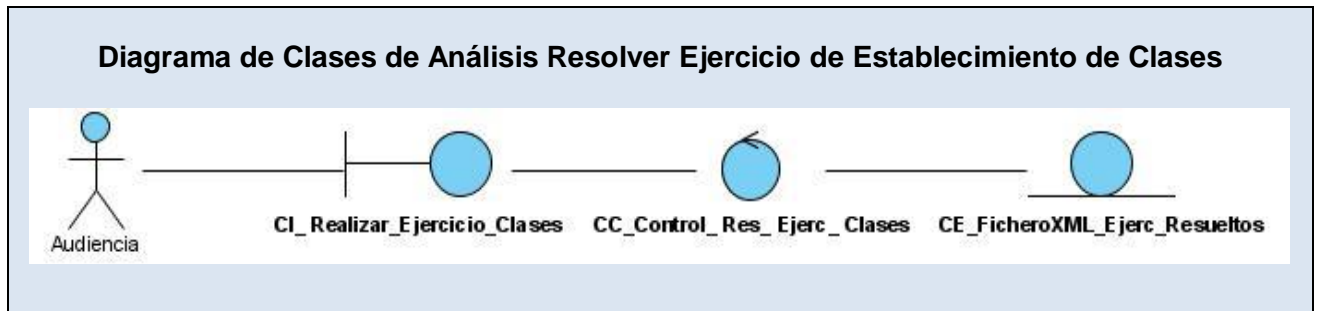 Diagrama de Clases de Análisis Resolver Ejercicio de Establecimiento de Clases
CI_Realizar_Ejercicio_Clases CC_Control_Res_Ejerc_Clases CE_FicheroXML_Ejerc_Resueltos
Audiencia